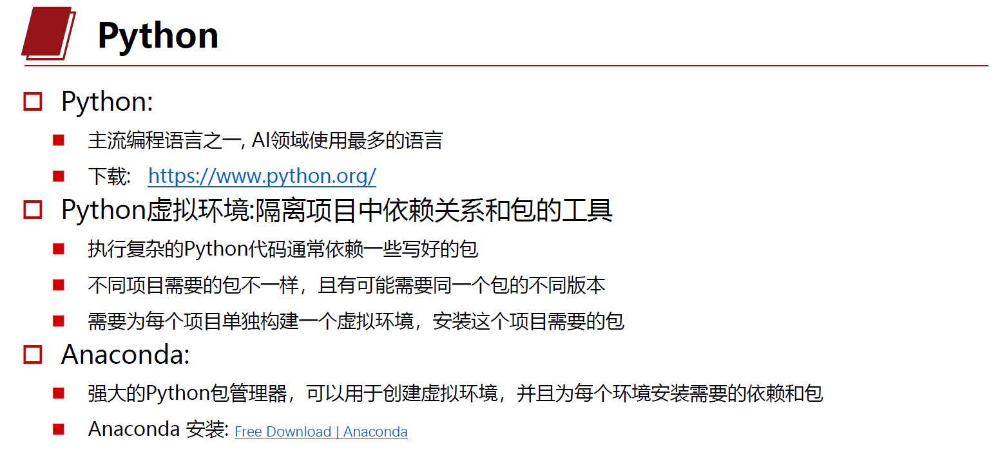 Python
Python:
主流编程语言之一, AI领域使用最多的语言
下载: https://www.python.org/
Python虚拟环境:隔离项目中依赖关系和包的工具
执行复杂的Python代码通常依赖一些写好的包
不同项目需要的包不一样，且有可能需要同一个包的不同版本
需要为每个项目单独构建一个虚拟环境，安装这个项目需要的包
Anaconda:
强大的Python包管理器，可以用于创建虚拟环境，并且为每个环境安装需要的依赖和包
Anaconda 安装: Free Download | Anaconda